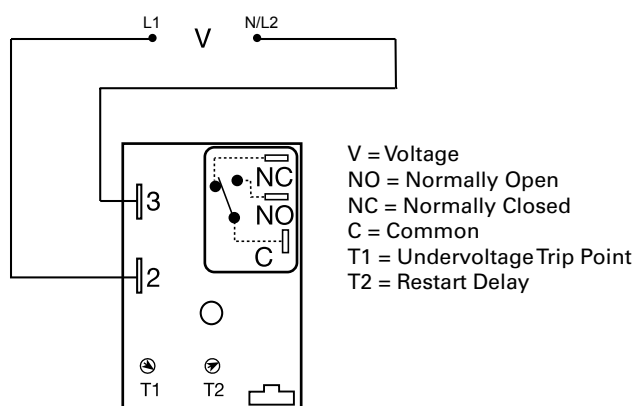 L1 V N/L2
V = Voltage
NO = Normally Open
NC = Normally Closed
C = Common
T1 = Undervoltage Trip Point
T2 = Restart Delay
NC
3
NO
C
2
T1 T2